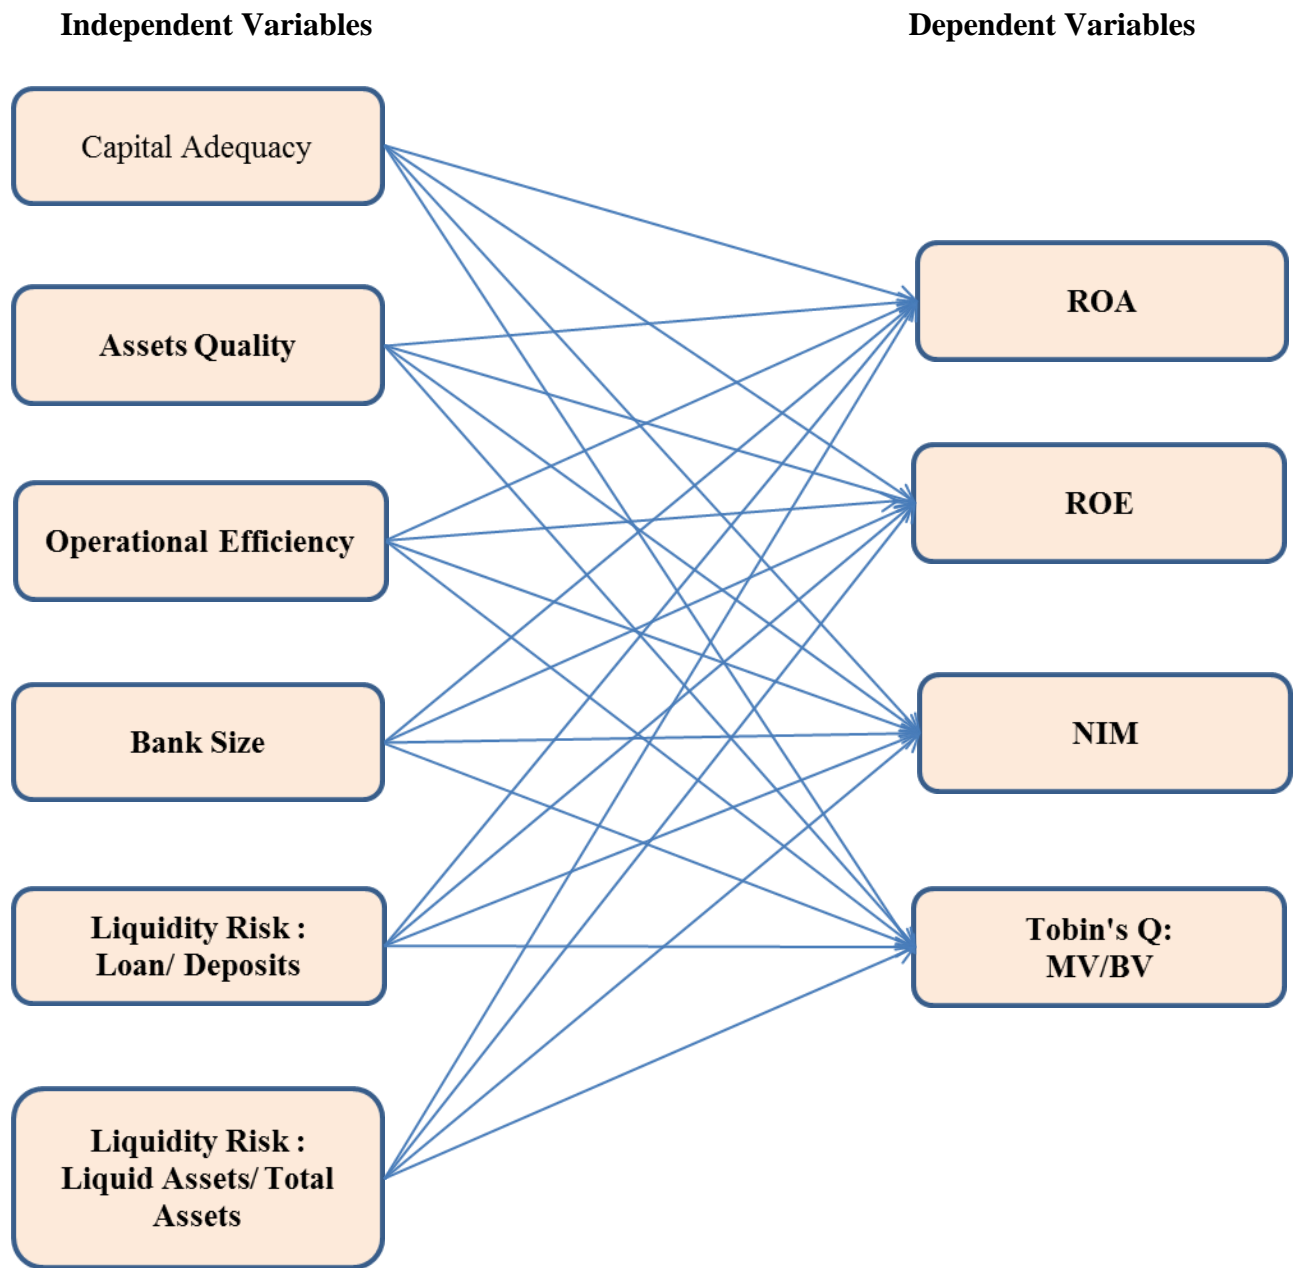 Independent Variables
Dependent Variables
Capital Adequacy
Assets Quality
Operational Efficiency
Bank Size
Liquidity Risk :
Loan/ Deposits
Liquidity Risk :
Liquid Assets/ Total
Assets
ROA
ROE
NIM
Tobin's Q:
MV/BV